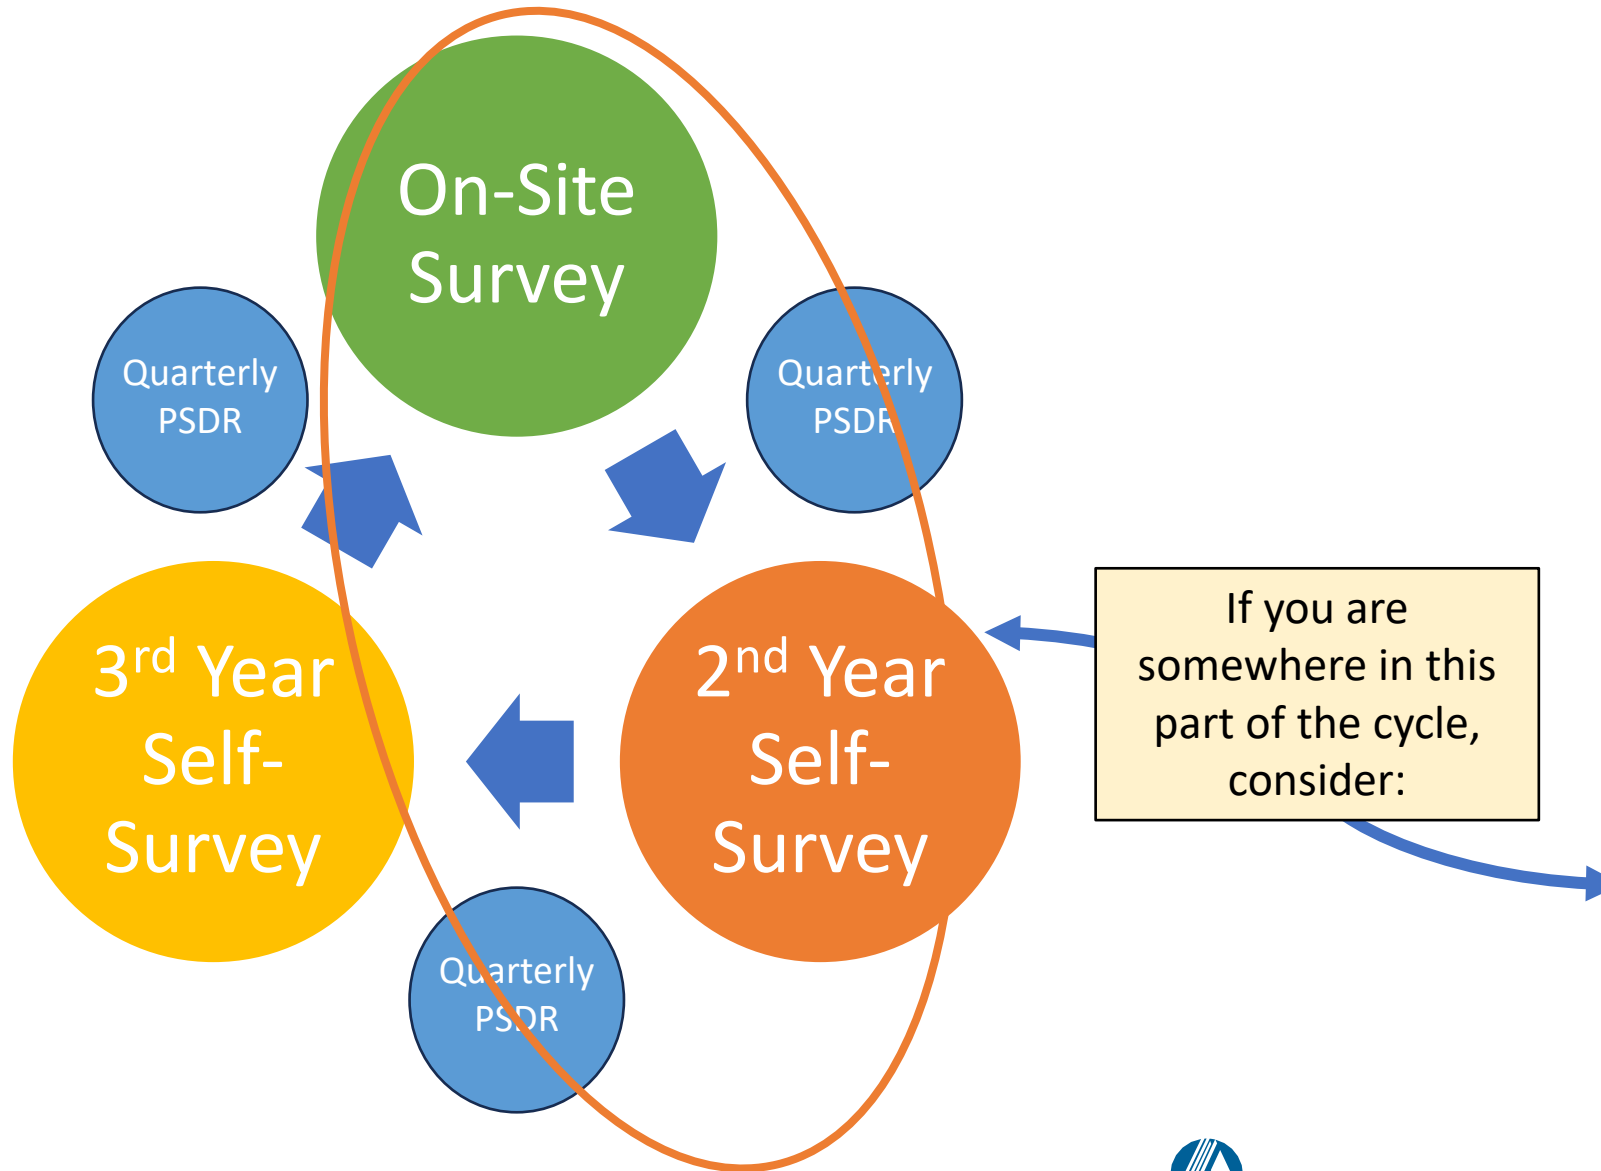 On-Site
Survey
Quarterly
PSDR
Quarterly
PSDR
If you are
somewhere in this
part of the cycle,
consider:
3rd Year
Self-
Survey
2nd Year
Self-
Survey
Quarterly
PSDR